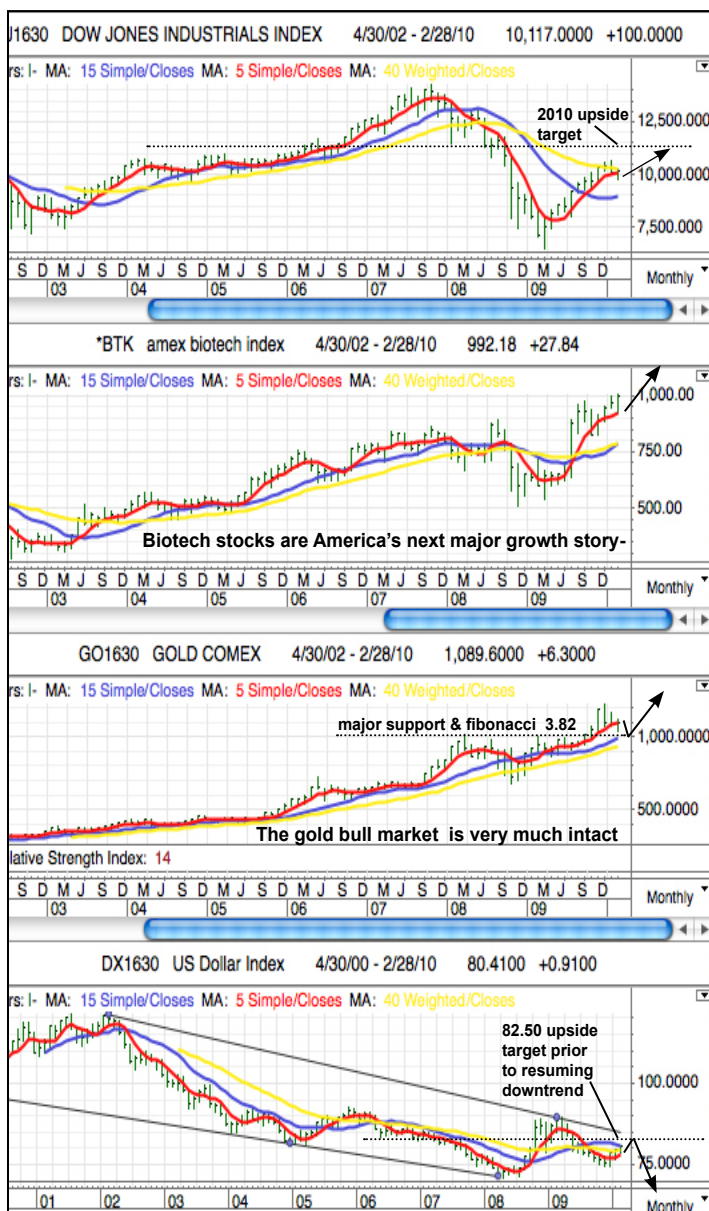 J1630 DOW JONES INDUSTRIALS INDEX 4/30/02 - 2/28/10 10,117.0000 +100.0000
rs: I- MA: 15 Simple/Closes MA: 5 Simple/Closes MA: 40 Weighted/Closes
2010 upside
target
12,500.000
10,000.000
7,500.000
S D M J S D M J S D M J S D M J S D M J S D M J S D M J S D
03 04 05 06 07 08 09
Monthly
*BTK amex biotech index 4/30/02 - 2/28/10 992.18 +27.84
rs: I- MA: 15 Simple/Closes MA: 5 Simple/Closes MA: 40 Weighted/Closes
1,000.00
750.00
500.00
Biotech stocks are America's next major growth story-
S D M J S D M J S D M J S D M J S D M J S D M J S D M J S D
03 04 05 06 07 08 09
Monthly
GO1630 GOLD COMEX 4/30/02 - 2/28/10 1,089.6000 +6.3000
rs: I- MA: 15 Simple/Closes MA: 5 Simple/Closes MA: 40 Weighted/Closes
major support & fibonacci 3.82
1,000.0000
500.0000
The gold bull market is very much intact
lative Strength Index: 14
S D M J S D M J S D M J S D M J S D M J S D M J S D M J S D
03 04 05 06 07 08 09
Monthly
DX1630 US Dollar Index 4/30/00 - 2/28/10 80.4100 +0.9100
rs: I- MA: 15 Simple/Closes MA: 5 Simple/Closes MA: 40 Weighted/Closes
82.50 upside
target prior
to resuming
downtrend
100.0000
75.0000
01 02 03 04 05 06 07 08 09
Monthly